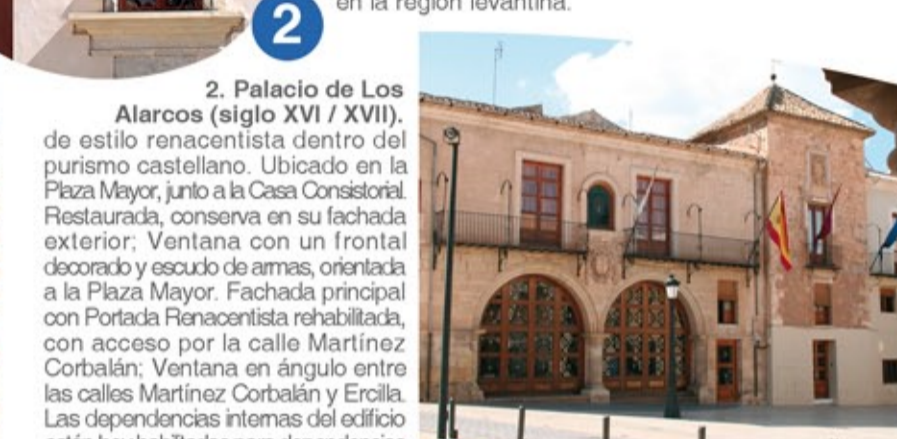 en la región levantina.
2
2. Palacio de Los
Alarcos (siglo XVI / XVII).
de estilo renacentista dentro del
purismo castellano. Ubicado en la
Plaza Mayor, junto a la Casa Consistorial.
Restaurada, conserva en su fachada
exterior; Ventana con un frontal
decorado y escudo de armas, orientada
a la Plaza Mayor. Fachada principal
con Portada Renacentista rehabilitada,
con acceso por la calle Martínez
Corbalán; Ventana en ángulo entre
las calles Martínez Corbalán y Ercilla.
Las dependencias internas del edificio